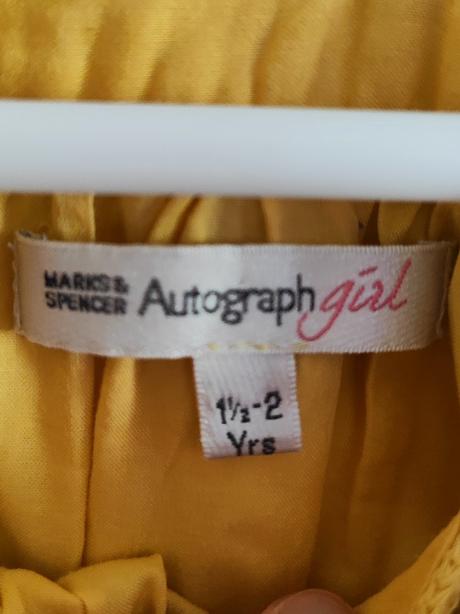 MARKS&
SPENCER Autograph girl
1½-2
Yrs